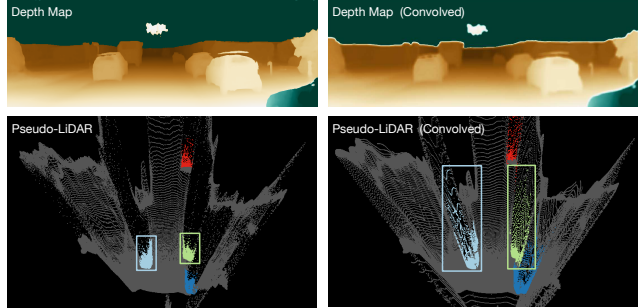 Depth Map
Depth Map (Convolved)
Pseudo-LiDAR
Pseudo-LiDAR (Convolved)